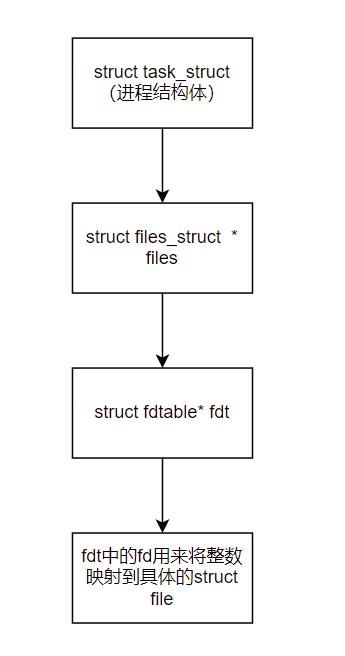 struct task_struct
（进程结构体）
struct files_struct  *
files
struct fdtable* fdt
fdt中的fd用来将整数
映射到具体的struct
file